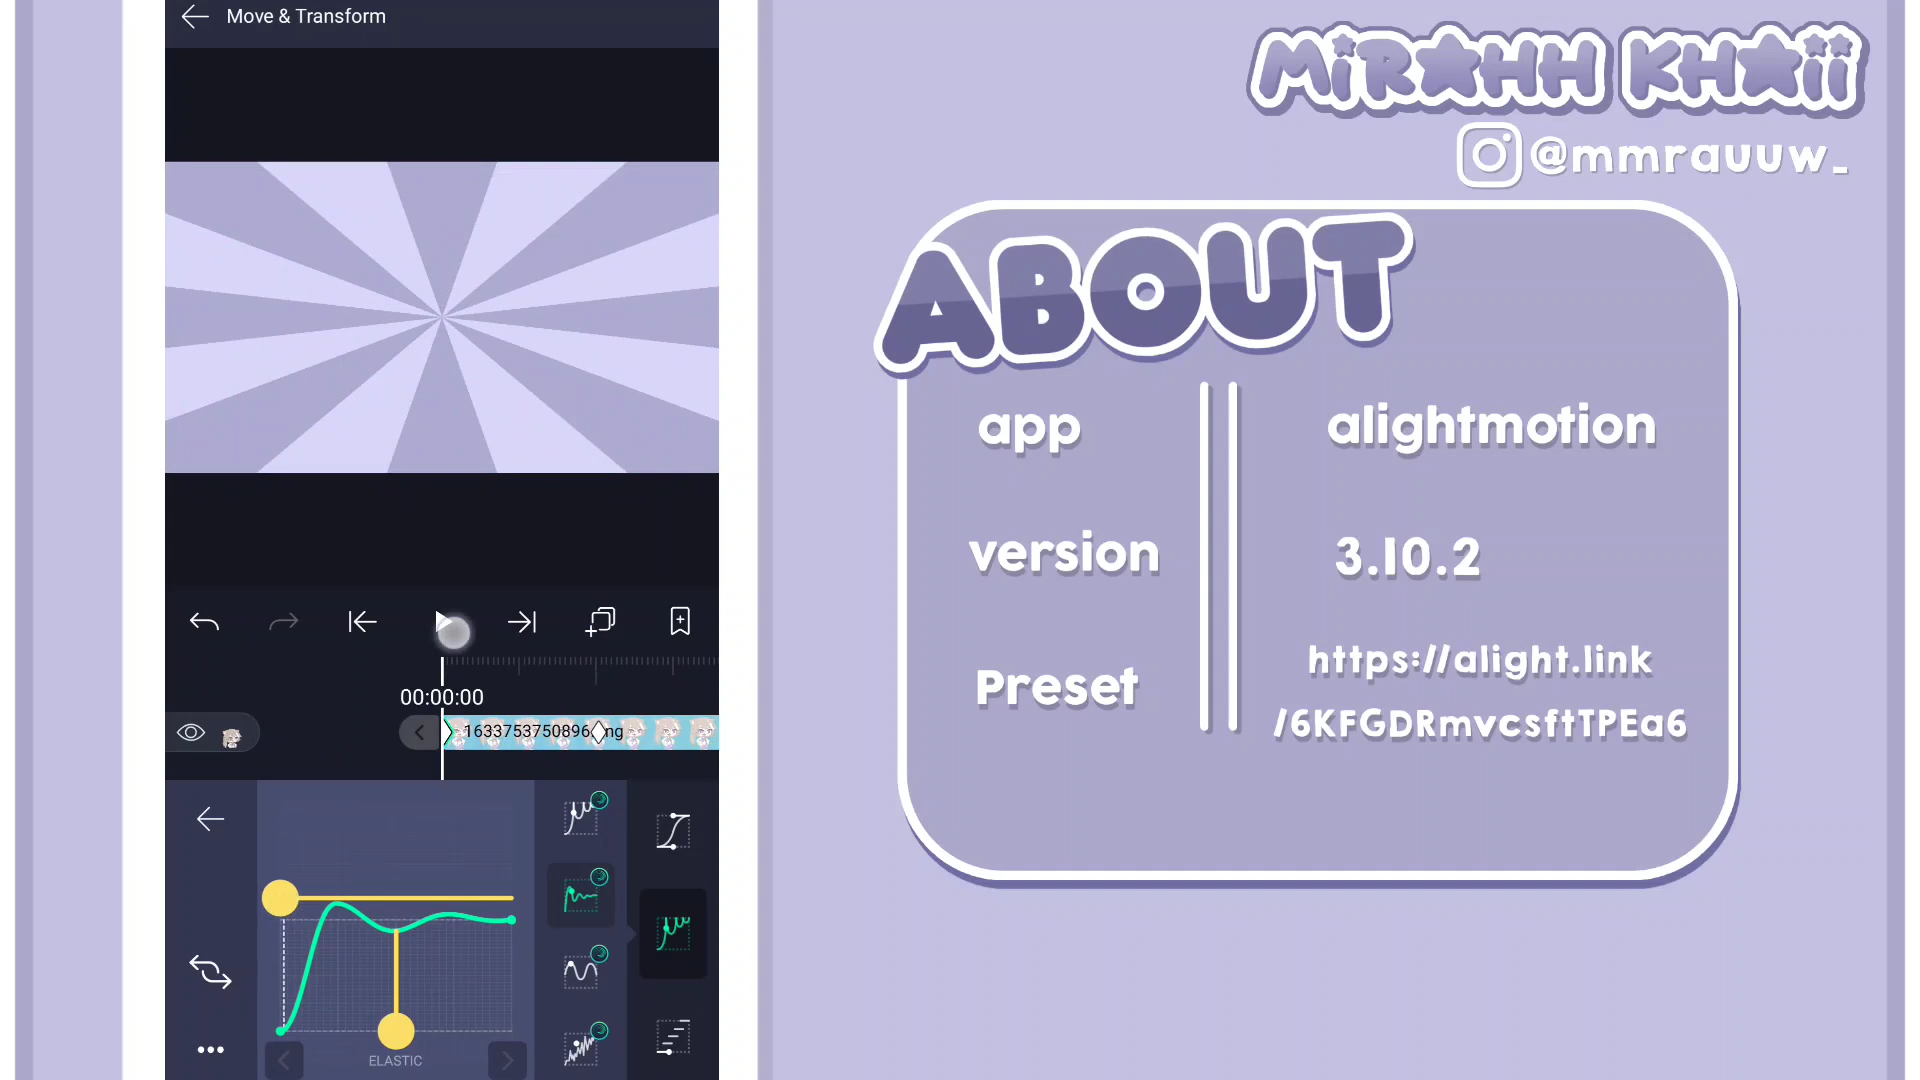 Move & Transform
00:00:00
1633753750896 ng
ELASTIC
MiRAHH KHAii
@mmrauuw_
ABOUT
app
alightmotion
version
3.10.2
Preset
https://alight.link
/6KFGDRmvcsftTPEa6